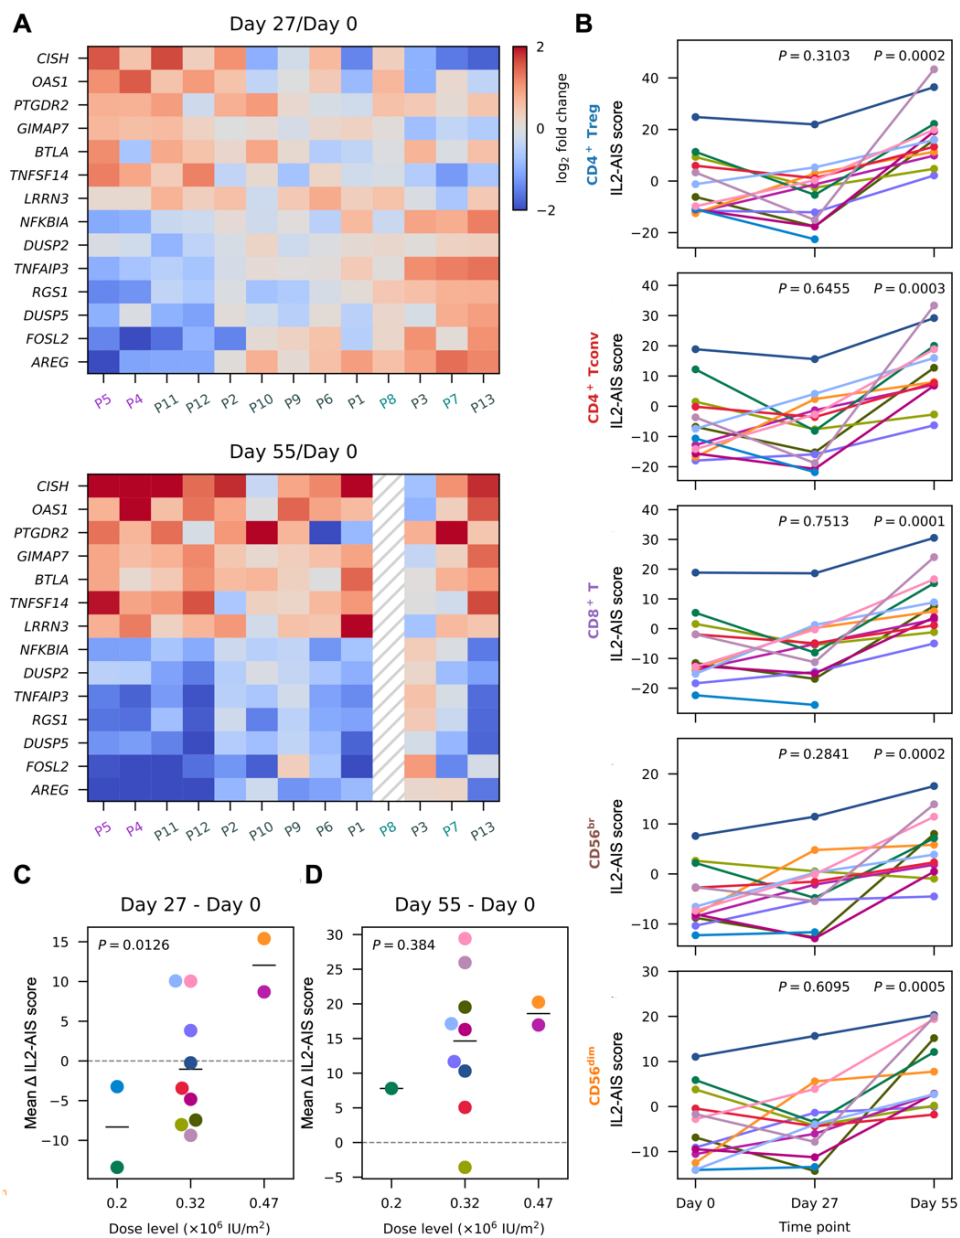 A
Day 27/Day 0
CISH
OAS1
PTGDR2
GIMAP7
BTLA
TNFSF14
LRRN3
NFKBIA
DUSP2
TNFAIP3
RGS1
DUSP5
FOSL2
AREG
P5 P4 P11 P12 P2 P10 P9 P6 P1 P8 P3 P7 P13
2
0
−2
log₂ fold change
Day 55/Day 0
CISH
OAS1
PTGDR2
GIMAP7
BTLA
TNFSF14
LRRN3
NFKBIA
DUSP2
TNFAIP3
RGS1
DUSP5
FOSL2
AREG
P5 P4 P11 P12 P2 P10 P9 P6 P1 P8 P3 P7 P13
B
CD4⁺ Treg
IL2-AIS score
40
20
0
−20
P = 0.3103 P = 0.0002
CD4⁺ Tconv
IL2-AIS score
40
30
20
10
0
−10
−20
P = 0.6455 P = 0.0003
CD8⁺ T
IL2-AIS score
40
30
20
10
0
−10
−20
P = 0.7513 P = 0.0001
CD56ᵇʳ
IL2-AIS score
20
10
0
−10
P = 0.2841 P = 0.0002
CD56ᵈⁱᵐ
IL2-AIS score
30
20
10
0
−10
P = 0.6095 P = 0.0005
Day 0 Day 27 Day 55
Time point
C
Day 27 - Day 0
P = 0.0126
Mean Δ IL2-AIS score
15
10
5
0
−5
−10
0.2 0.32 0.47
Dose level (×10⁶ IU/m²)
D
Day 55 - Day 0
P = 0.384
Mean Δ IL2-AIS score
30
25
20
15
10
5
0
−5
0.2 0.32 0.47
Dose level (×10⁶ IU/m²)